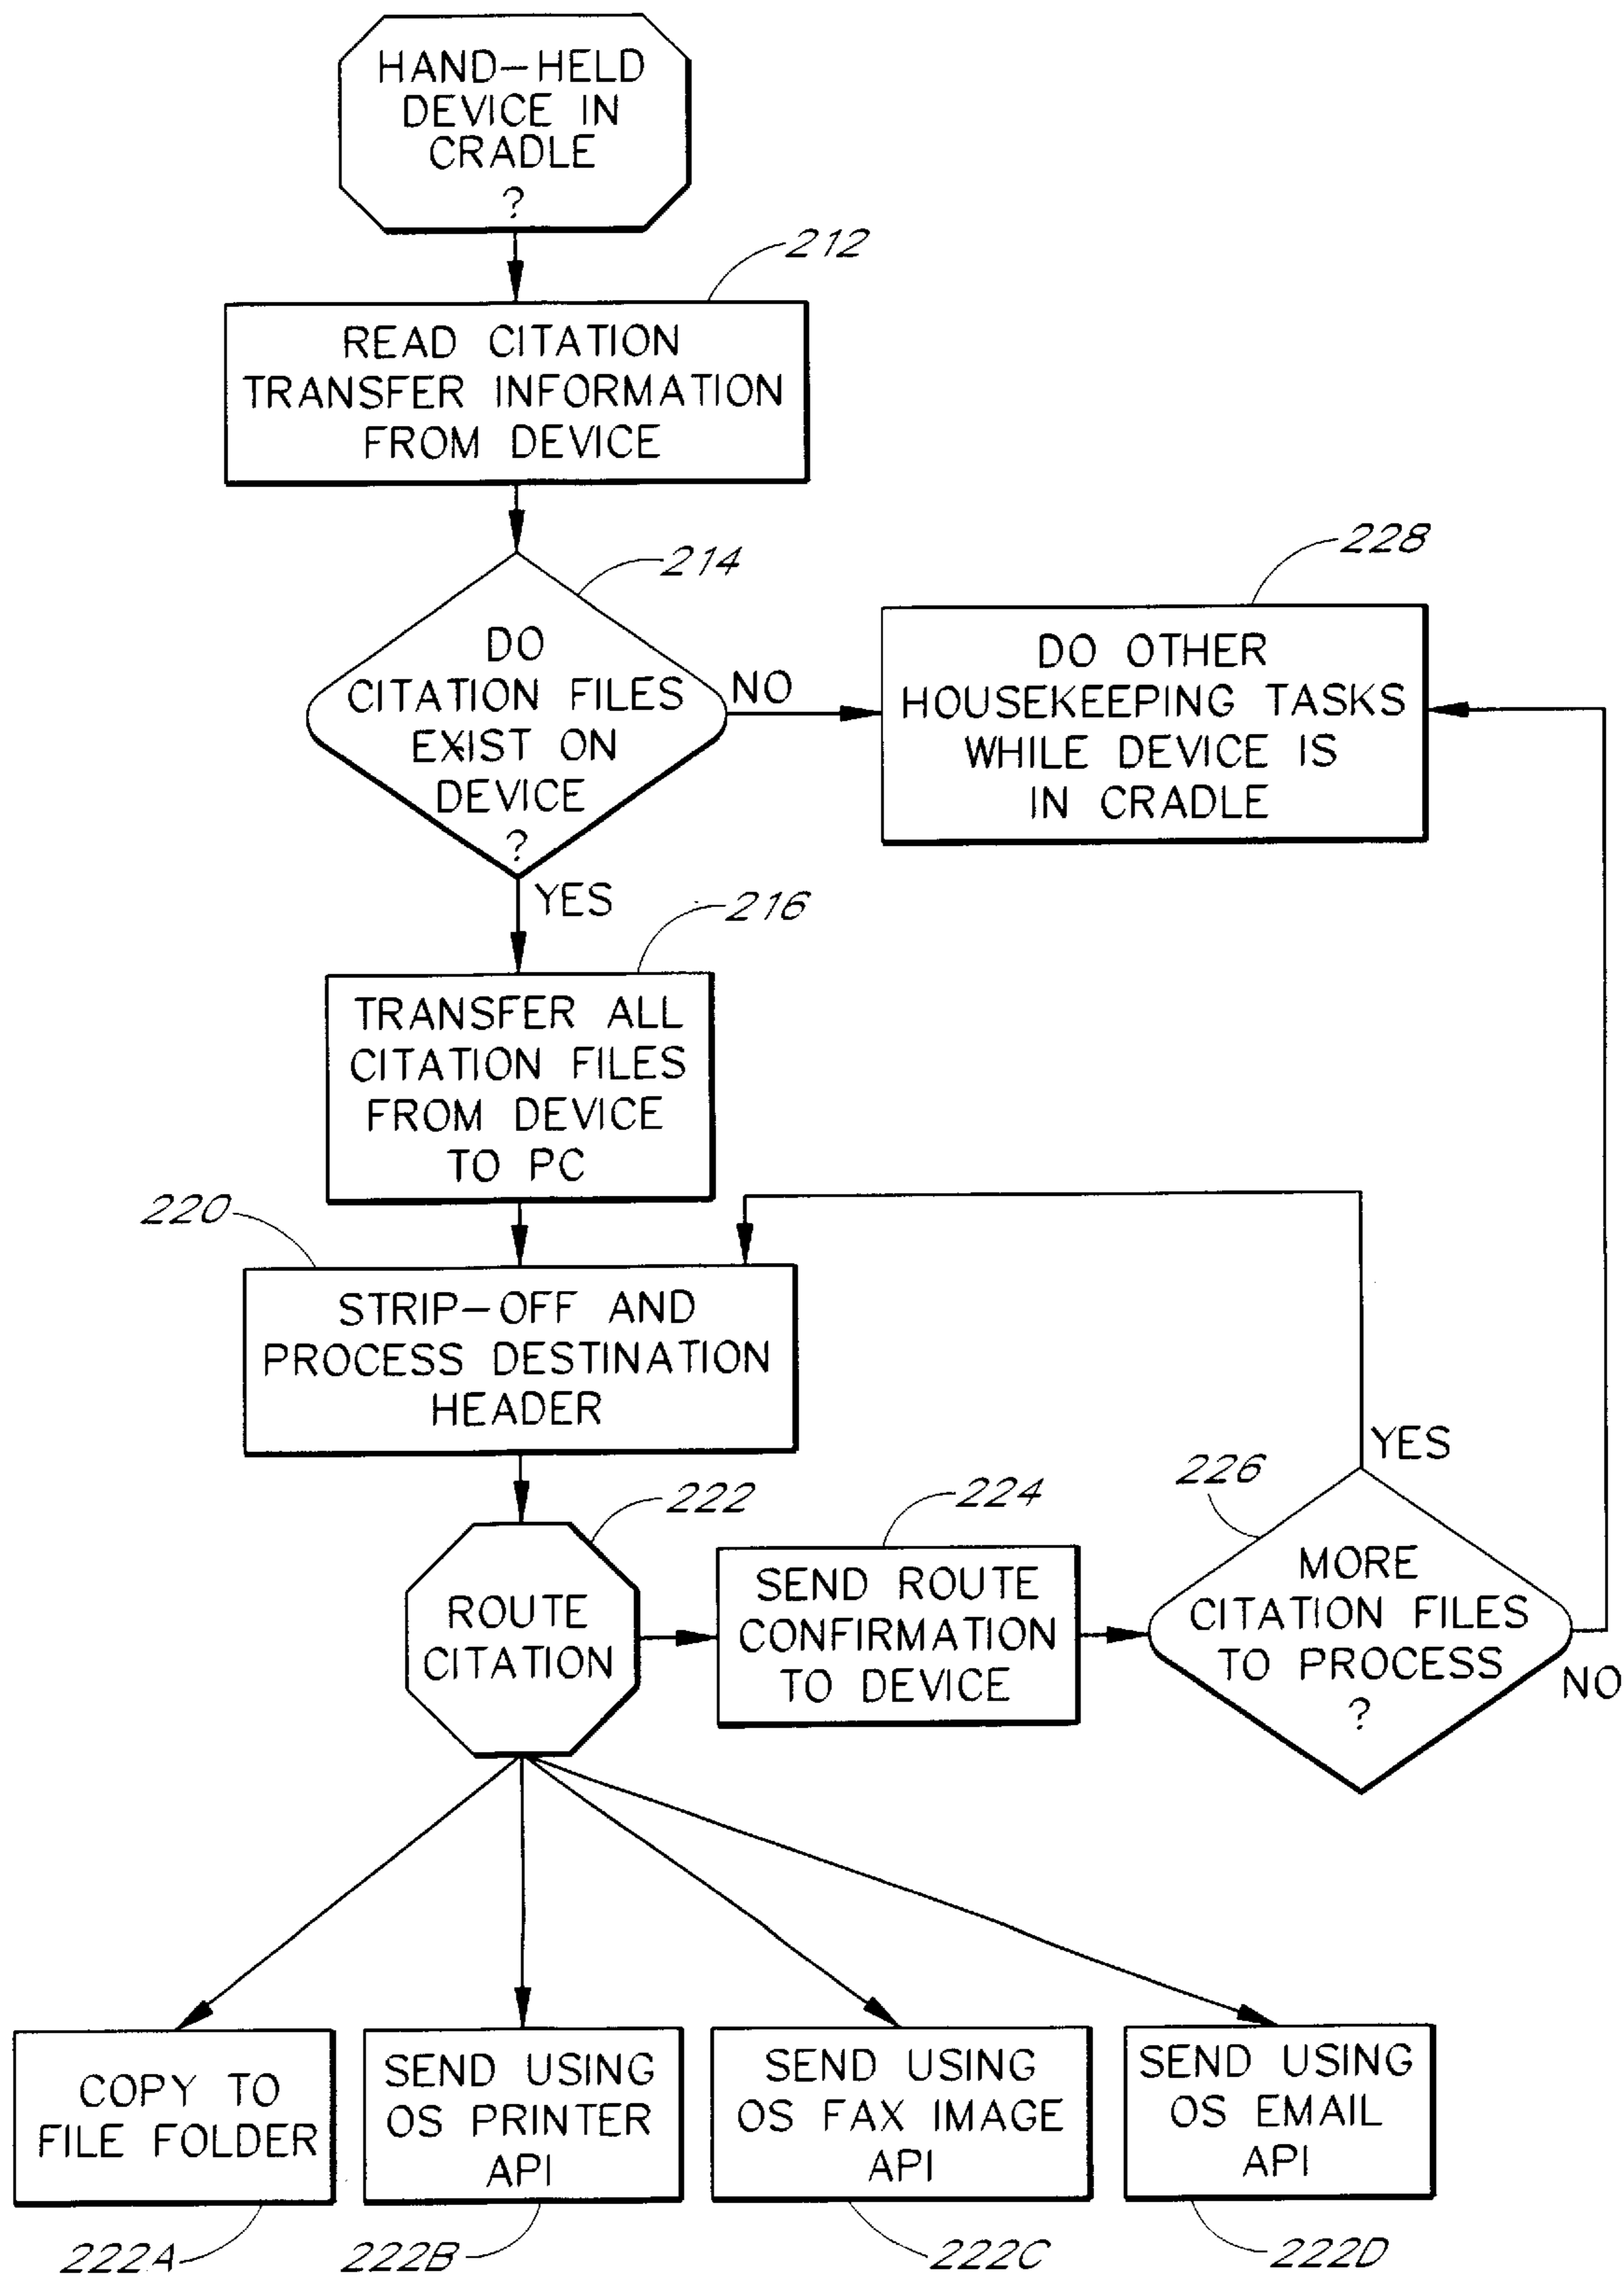 HAND-HELD
DEVICE IN
CRADLE
?
212
READ CITATION
TRANSFER INFORMATION
FROM DEVICE
214
DO
CITATION FILES
EXIST ON
DEVICE
?
NO
228
DO OTHER
HOUSEKEEPING TASKS
WHILE DEVICE IS
IN CRADLE
YES
216
TRANSFER ALL
CITATION FILES
FROM DEVICE
TO PC
220
STRIP-OFF AND
PROCESS DESTINATION
HEADER
222
ROUTE
CITATION
224
SEND ROUTE
CONFIRMATION
TO DEVICE
226
YES
MORE
CITATION FILES
TO PROCESS
?
NO
COPY TO
FILE FOLDER
222A
SEND USING
OS PRINTER
API
222B
SEND USING
OS FAX IMAGE
API
222C
SEND USING
OS EMAIL
API
222D